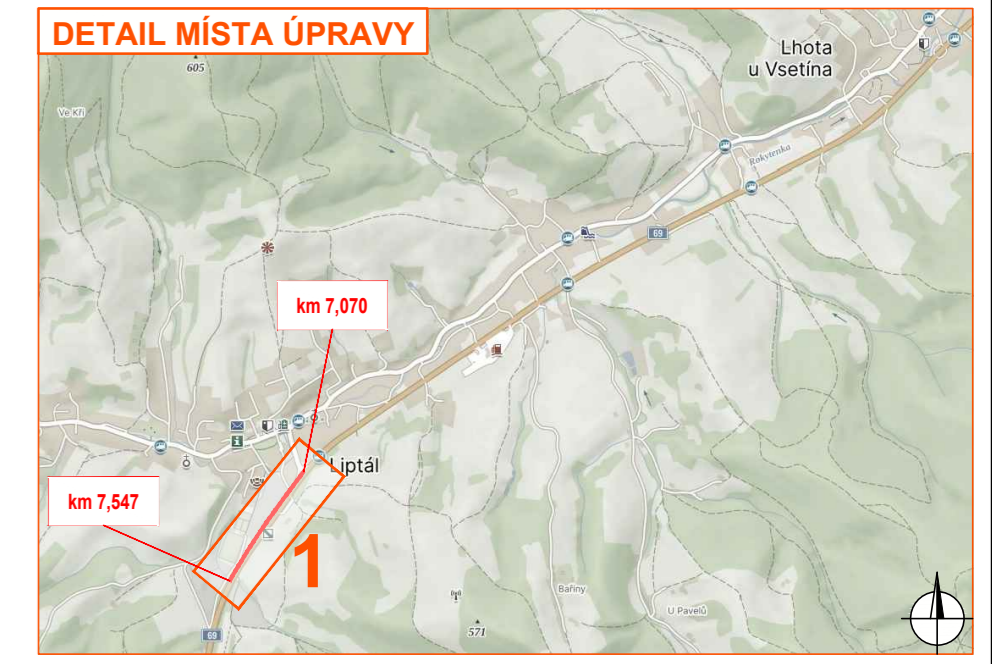 DETAIL MÍSTA ÚPRAVY
605
Lhota
u Vsetína
Ve Kří
Rokytenka
69
km 7,070
Liptál
km 7,547
1
Bařiny
U Pavelů
571
69